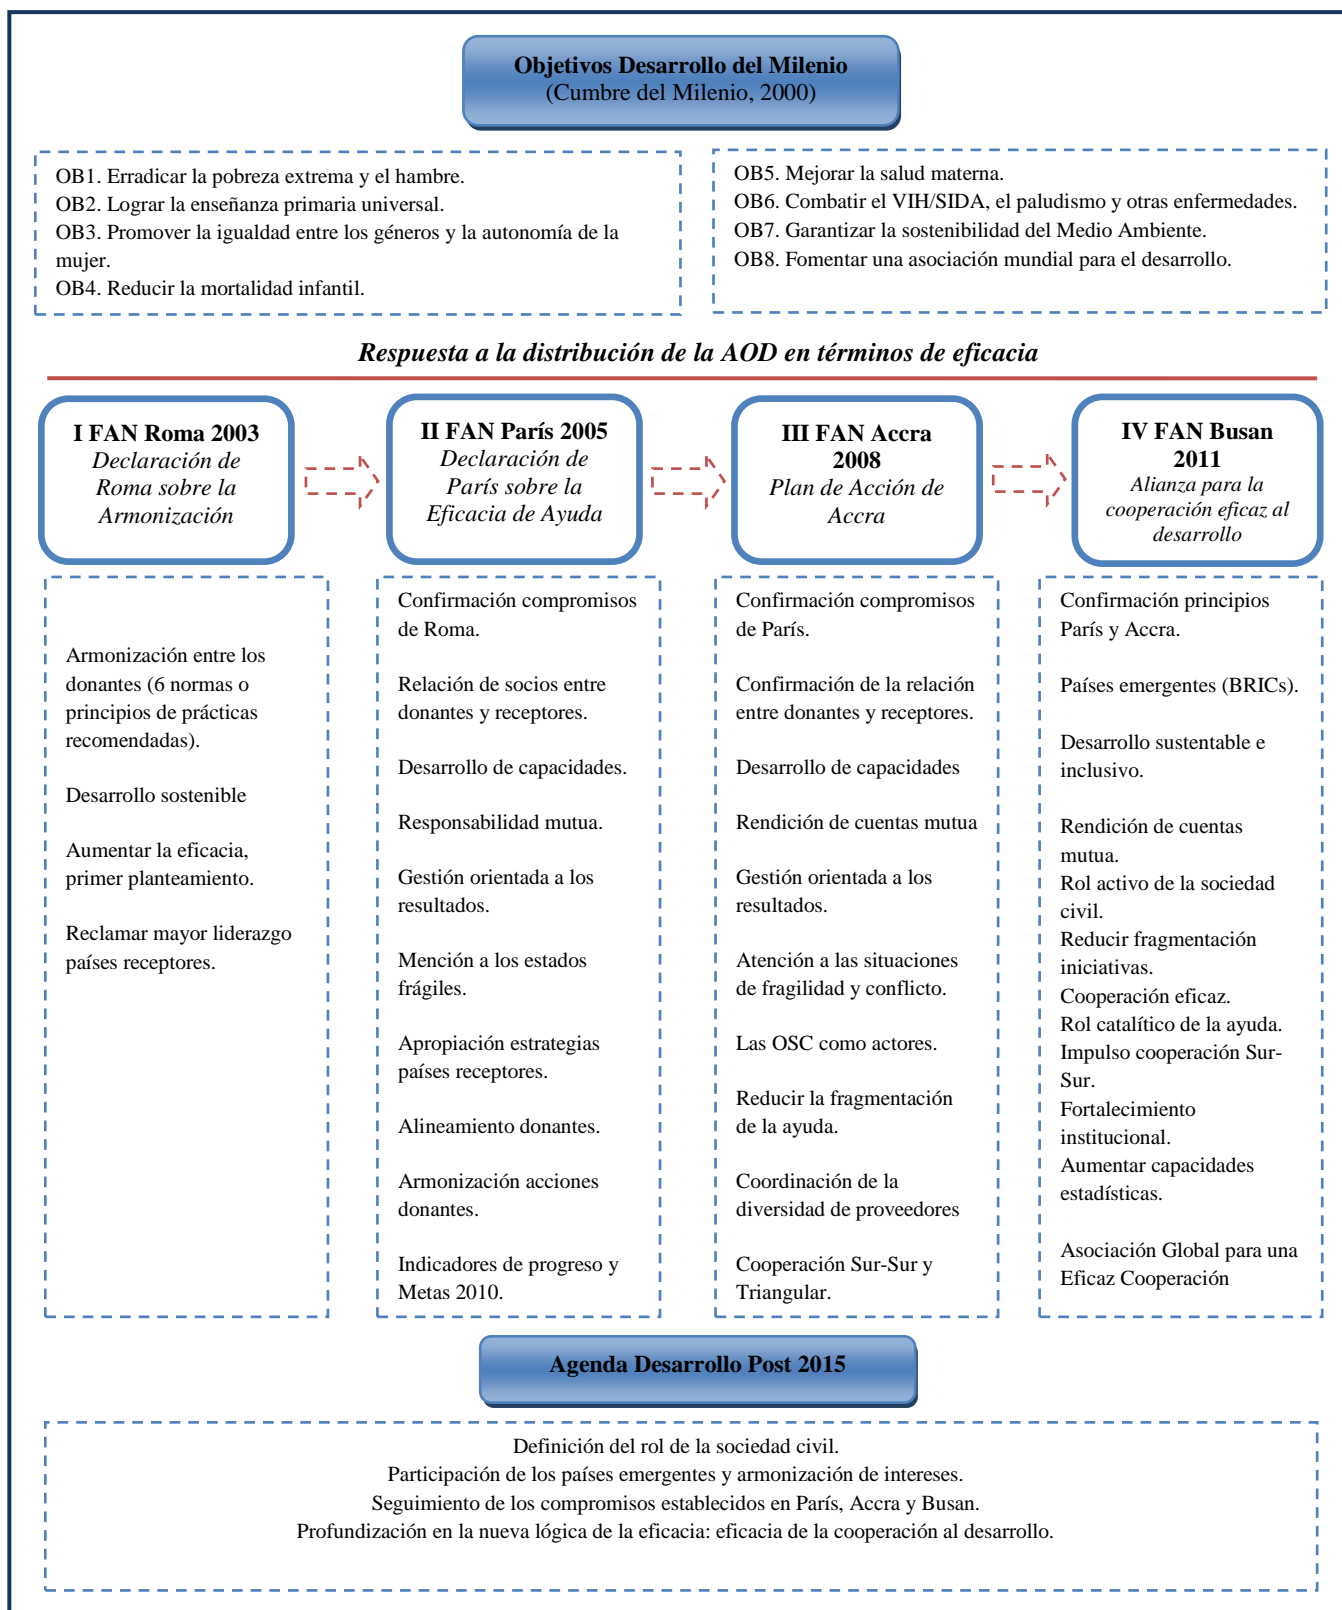 Objetivos Desarrollo del Milenio
(Cumbre del Milenio, 2000)
OB1. Erradicar la pobreza extrema y el hambre.
OB2. Lograr la enseñanza primaria universal.
OB3. Promover la igualdad entre los géneros y la autonomía de la
mujer.
OB4. Reducir la mortalidad infantil.
OB5. Mejorar la salud materna.
OB6. Combatir el VIH/SIDA, el paludismo y otras enfermedades.
OB7. Garantizar la sostenibilidad del Medio Ambiente.
OB8. Fomentar una asociación mundial para el desarrollo.
Respuesta a la distribución de la AOD en términos de eficacia
I FAN Roma 2003
Declaración de
Roma sobre la
Armonización
II FAN París 2005
Declaración de
París sobre la
Eficacia de Ayuda
III FAN Accra
2008
Plan de Acción de
Accra
IV FAN Busan
2011
Alianza para la
cooperación eficaz al
desarrollo
Armonización entre los
donantes (6 normas o
principios de prácticas
recomendadas).
Desarrollo sostenible
Aumentar la eficacia,
primer planteamiento.
Reclamar mayor liderazgo
países receptores.
Confirmación compromisos
de Roma.
Relación de socios entre
donantes y receptores.
Desarrollo de capacidades.
Responsabilidad mutua.
Gestión orientada a los
resultados.
Mención a los estados
frágiles.
Apropiación estrategias
países receptores.
Alineamiento donantes.
Armonización acciones
donantes.
Indicadores de progreso y
Metas 2010.
Confirmación compromisos
de París.
Confirmación de la relación
entre donantes y receptores.
Desarrollo de capacidades
Rendición de cuentas mutua
Gestión orientada a los
resultados.
Atención a las situaciones
de fragilidad y conflicto.
Las OSC como actores.
Reducir la fragmentación
de la ayuda.
Coordinación de la
diversidad de proveedores
Cooperación Sur-Sur y
Triangular.
Confirmación principios
París y Accra.
Países emergentes (BRICs).
Desarrollo sustentable e
inclusivo.
Rendición de cuentas
mutua.
Rol activo de la sociedad
civil.
Reducir fragmentación
iniciativas.
Cooperación eficaz.
Rol catalítico de la ayuda.
Impulso cooperación Sur-
Sur.
Fortalecimiento
institucional.
Aumentar capacidades
estadísticas.
Asociación Global para una
Eficaz Cooperación
Agenda Desarrollo Post 2015
Definición del rol de la sociedad civil.
Participación de los países emergentes y armonización de intereses.
Seguimiento de los compromisos establecidos en París, Accra y Busan.
Profundización en la nueva lógica de la eficacia: eficacia de la cooperación al desarrollo.